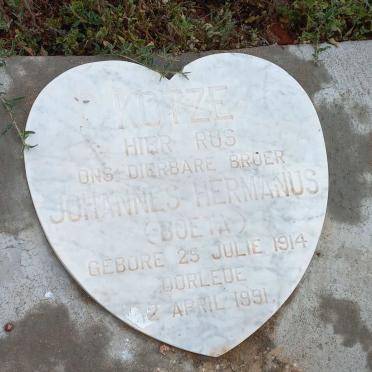 KOTZE
HIER RUS
ONS DIERBARE BROER
JOHANNES HERMANUS
(BOETA)
GEBORE 25 JULIE 1914
OORLEDE
2 APRIL 1991.